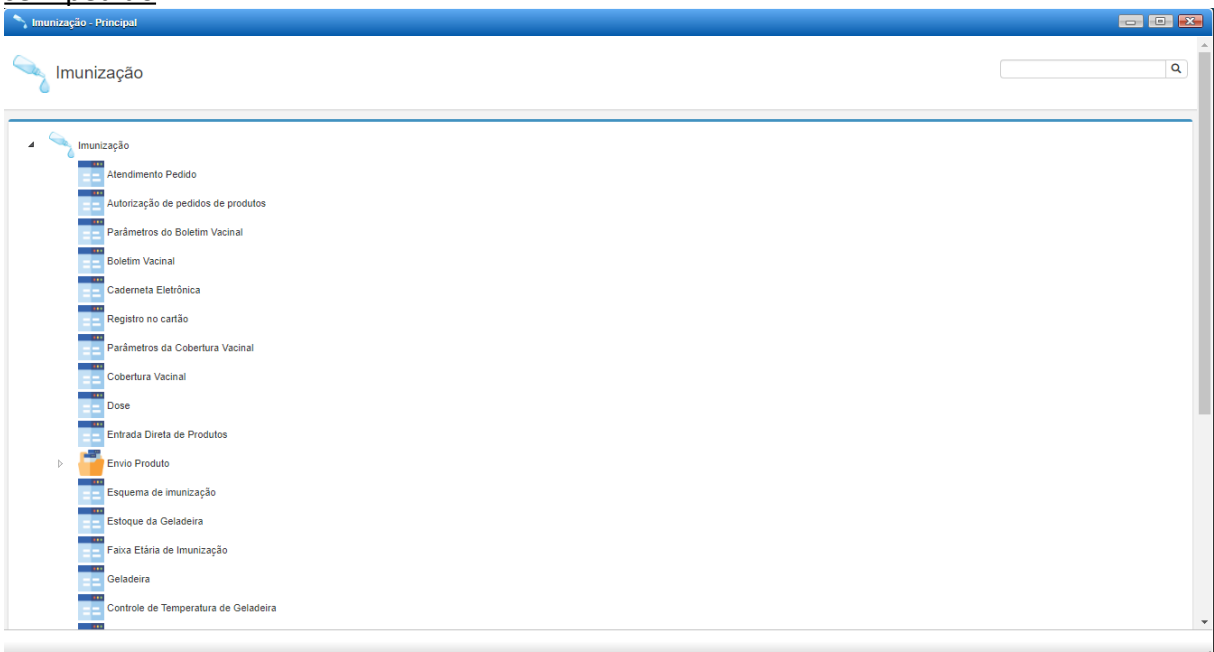 Imunização - Principal
Imunização
Imunização
Atendimento Pedido
Autorização de pedidos de produtos
Parâmetros do Boletim Vacinal
Boletim Vacinal
Caderneta Eletrônica
Registro no cartão
Parâmetros da Cobertura Vacinal
Cobertura Vacinal
Dose
Entrada Direta de Produtos
Envio Produto
Esquema de imunização
Estoque da Geladeira
Faixa Etária de Imunização
Geladeira
Controle de Temperatura de Geladeira